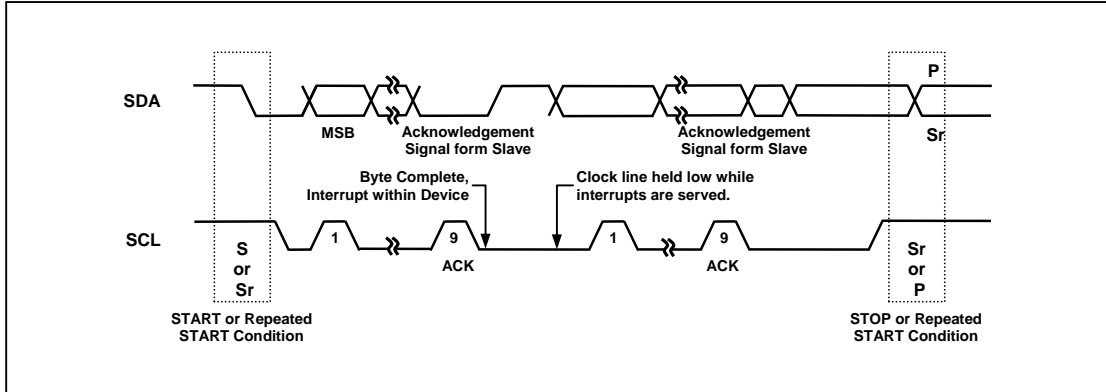 P
SDA
MSB
Acknowledgement
Signal form Slave
Acknowledgement
Signal form Slave
Sr
Byte Complete,
Interrupt within Device
Clock line held low while
interrupts are served.
SCL
1
9
1
9
ACK
ACK
S
or
Sr
Sr
or
P
START or Repeated
START Condition
STOP or Repeated
START Condition